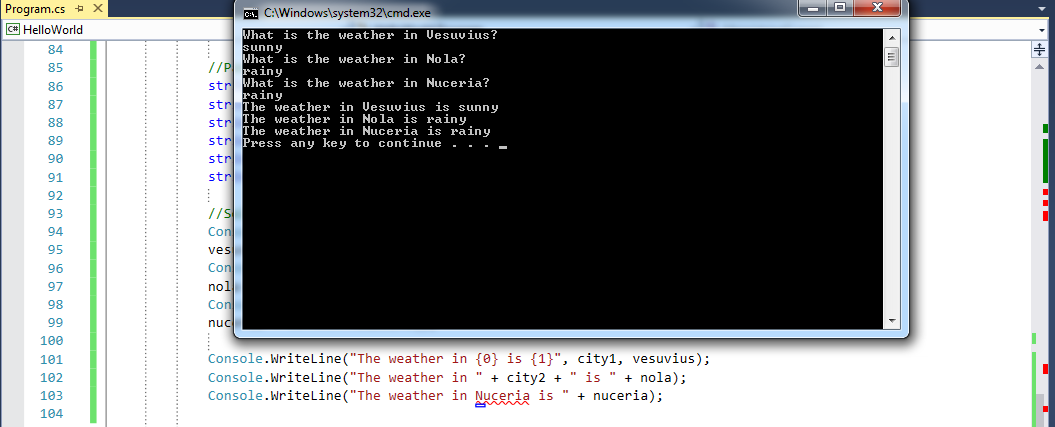 Program.cs
C:\Windows\system32\cmd.exe
C# HelloWorld
What is the weather in Vesuvius?
sunny
What is the weather in Nola?
rainy
What is the weather in Nuceria?
rainy
The weather in Vesuvius is sunny
The weather in Nola is rainy
The weather in Nuceria is rainy
Press any key to continue . . . _
84
85 //P
86 str
87 str
88 str
89 str
90 str
91 str
92
93 //S
94 Con
95 vesu
96 Con
97 nol
98 Con
99 nuc
100
101 Console.WriteLine("The weather in {0} is {1}", city1, vesuvius);
102 Console.WriteLine("The weather in " + city2 + " is " + nola);
103 Console.WriteLine("The weather in Nuceria is " + nuceria);
104